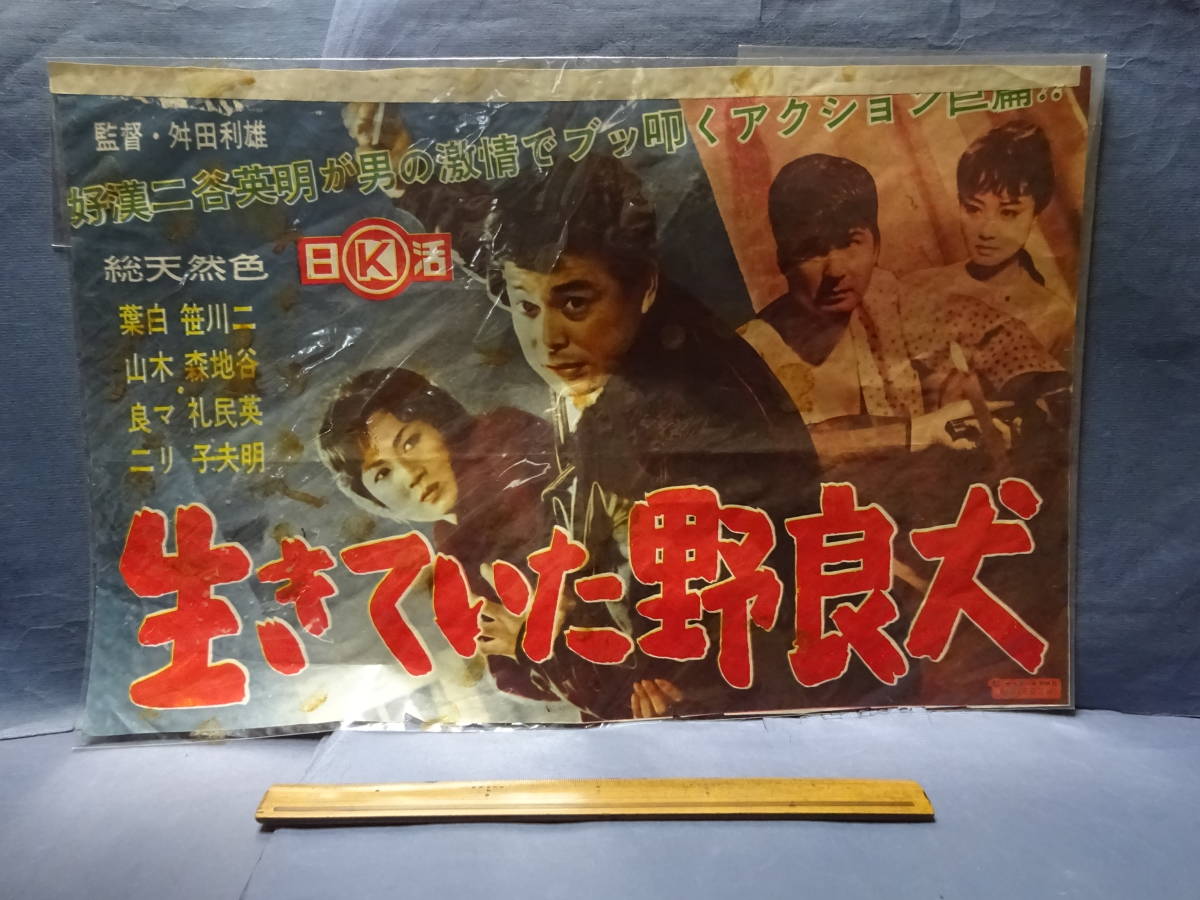 監督・舛田利雄
好漢二谷英明が男の激情でブッ叩くアクション巨篇!!
総天然色
日K活
二谷英明
川地民夫
笹森礼子
白木マリ
葉山良二
生きていた野良犬